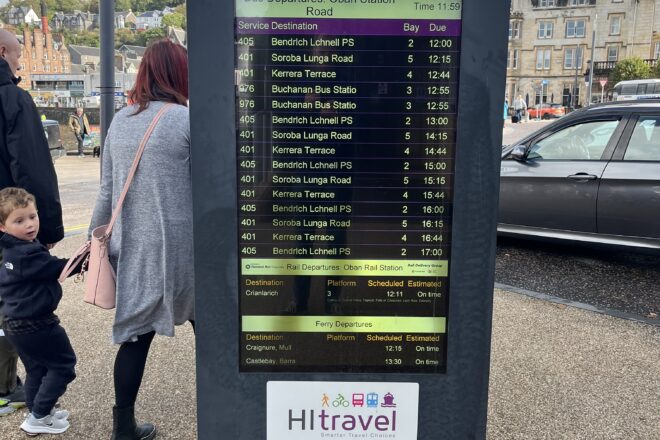 Bus Departures: Oban Station Road
Time 11:59
Service Destination Bay Due
405 Bendrich Lchnell PS 2 12:00
401 Soroba Lunga Road 5 12:15
401 Kerrera Terrace 4 12:44
976 Buchanan Bus Statio 3 12:55
976 Buchanan Bus Statio 3 12:55
405 Bendrich Lchnell PS 2 13:00
401 Soroba Lunga Road 5 14:15
401 Kerrera Terrace 4 14:44
405 Bendrich Lchnell PS 2 15:00
401 Soroba Lunga Road 5 15:15
401 Kerrera Terrace 4 15:44
405 Bendrich Lchnell PS 2 16:00
401 Soroba Lunga Road 5 16:15
401 Kerrera Terrace 4 16:44
405 Bendrich Lchnell PS 2 17:00
Rail Delivery Group
Rail Departures: Oban Rail Station
Destination Platform Scheduled Estimated
Crianlarich 3 12:11 On time
Ferry Departures
Destination Platform Scheduled Estimated
Craignure, Mull 12:15 On time
Castlebay, Barra 13:30 On time
HItravel
Smarter Travel Choices